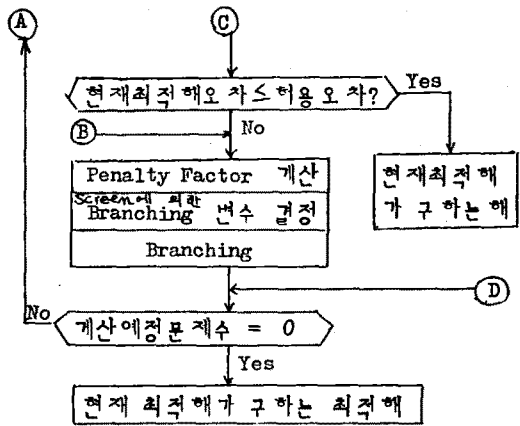 A
C
현재최적해오차≤허용오차?
Yes
B
No
Penalty Factor 계산
Screen에 의한
Branching 변수 결정
Branching
현재최적해
가 구하는해
D
No
계산예정문제수 = 0
Yes
현재 최적해가 구하는 최적해